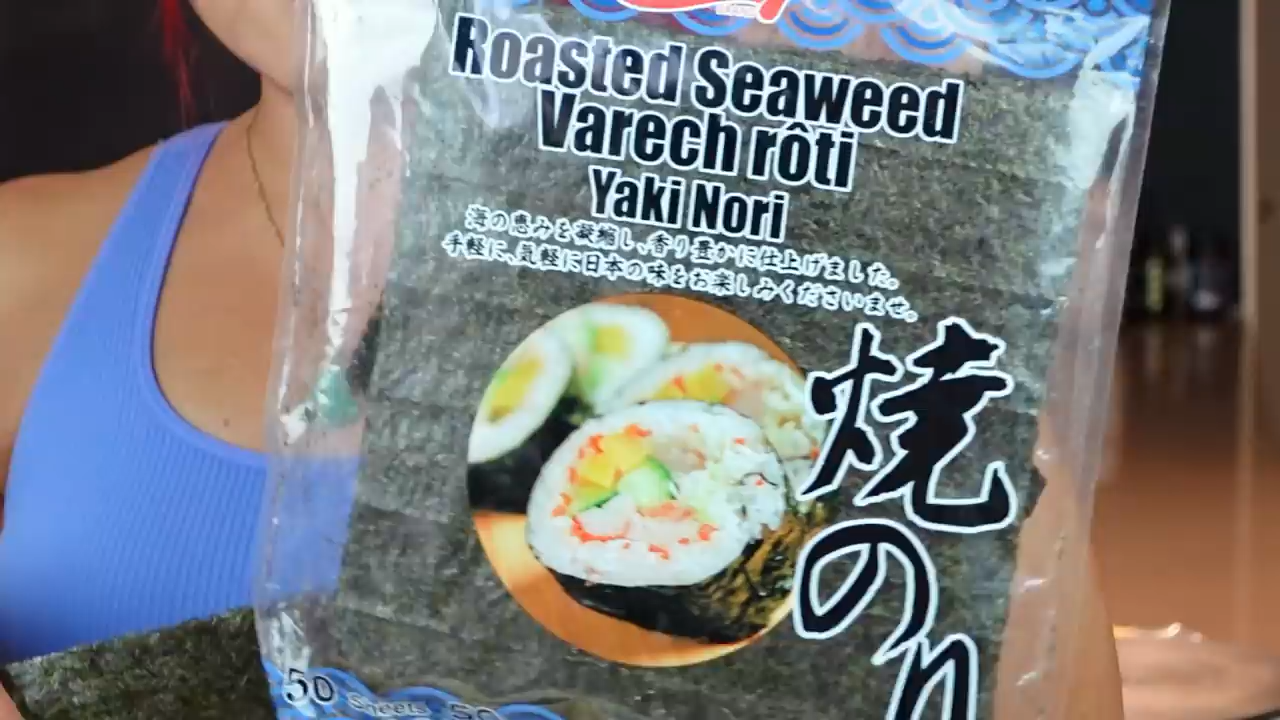 Roasted Seaweed
Varech rôti
Yaki Nori
海の恵みを凝縮し、香り豊かに仕上げました。
手軽に、気軽に日本の味をお楽しみくださいませ。
焼のり
50 Sheets 50